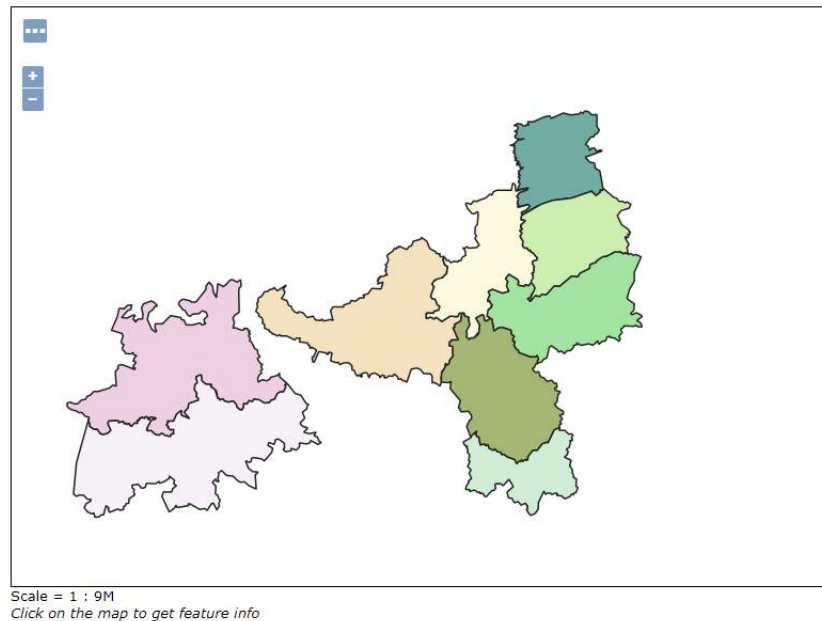 ...
+
−
Scale = 1 : 9M
Click on the map to get feature info